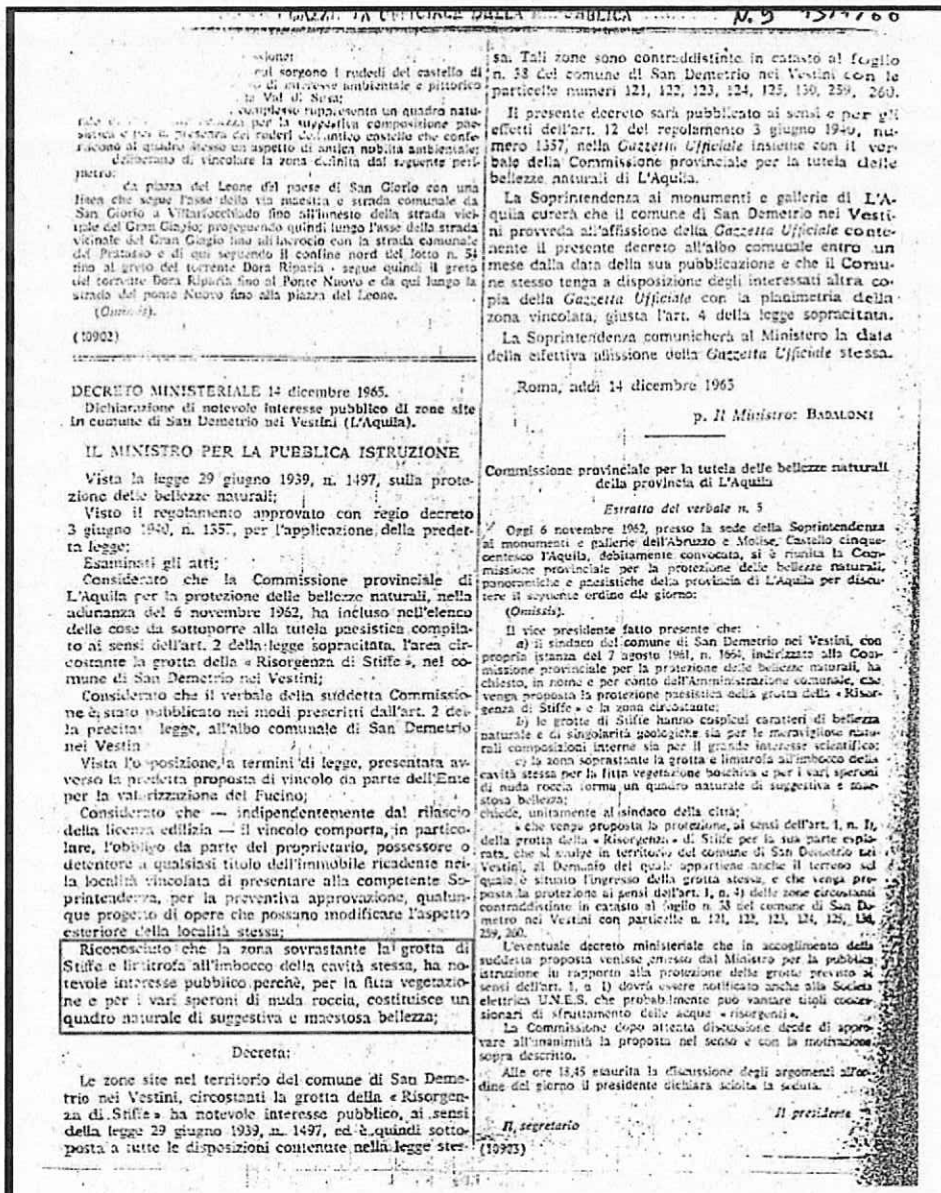 GAZZETTA UFFICIALE DELLA REPUBBLICA
N. 9
sorgono i ruderi del castello di
di interesse ambientale e pittorico
Val di Susa;
complesso rappresenta un quadro natu-
per la suggestiva composizione pae-
sistica e per la presenza dei ruderi dell'antico castello che confe-
riscono al quadro stesso un aspetto di antica nobiltà ambientale;
deliberano di vincolare la zona definita dal seguente peri-
metro:
da piazza del Leone del paese di San Giorio con una
linea che segue l'asse della via maestra e strada comunale da
San Giorio a Villarfocchiado fino all'innesto della strada vici-
nale del Gran Giagio; proseguendo quindi lungo l'asse della strada
vicinale del Gran Giagio fino all'incrocio con la strada comunale
del Pratasso e di qui seguendo il confine nord del lotto n. 54
fino al greto del torrente Dora Riparia - segue quindi il greto
del torrente Dora Riparia fino al Ponte Nuovo e da qui lungo la
strada del ponte Nuovo fino alla piazza del Leone.
(Omissis).
(10902)
DECRETO MINISTERIALE 14 dicembre 1965.
Dichiarazione di notevole interesse pubblico di zone site
in comune di San Demetrio nei Vestini (L'Aquila).
IL MINISTRO PER LA PUBBLICA ISTRUZIONE
Vista la legge 29 giugno 1939, n. 1497, sulla prote-
zione delle bellezze naturali;
Visto il regolamento approvato con regio decreto
3 giugno 1940, n. 1357, per l'applicazione della predet-
ta legge;
Esaminati gli atti;
Considerato che la Commissione provinciale di
L'Aquila per la protezione delle bellezze naturali, nella
adunanza del 6 novembre 1962, ha incluso nell'elenco
delle cose da sottoporre alla tutela paesistica compila-
to ai sensi dell'art. 2 della legge sopracitata, l'area cir-
costante la grotta della « Risorgenza di Stiffe », nel co-
mune di San Demetrio nei Vestini;
Considerato che il verbale della suddetta Commissio-
ne è stato pubblicato nei modi prescritti dall'art. 2 del-
la precitata legge, all'albo comunale di San Demetrio
nei Vestin
Vista l'opposizione, a termini di legge, presentata av-
verso la predetta proposta di vincolo da parte dell'Ente
per la valorizzazione del Fucino;
Considerato che — indipendentemente dal rilascio
della licenza edilizia — il vincolo comporta, in partico-
lare, l'obbligo da parte del proprietario, possessore o
detentore a qualsiasi titolo dell'immobile ricadente nel-
la località vincolata di presentare alla competente So-
printendenza, per la preventiva approvazione, qualun-
que progetto di opere che possano modificare l'aspetto
esteriore della località stessa;
Riconosciuto che la zona sovrastante la grotta di
Stiffe e limitrofa all'imbocco della cavità stessa, ha no-
tevole interesse pubblico perchè, per la fitta vegetazio-
ne e per i vari speroni di nuda roccia, costituisce un
quadro naturale di suggestiva e maestosa bellezza;
Decreta:
Le zone site nel territorio del comune di San Deme-
trio nei Vestini, circostanti la grotta della « Risorgen-
za di Stiffe » ha notevole interesse pubblico, ai sensi
della legge 29 giugno 1939, n. 1497, ed è quindi sotto-
posta a tutte le disposizioni contenute nella legge stes-
sa. Tali zone sono contraddistinte in catasto al foglio
n. 38 del comune di San Demetrio nei Vestini con le
particelle numeri 121, 122, 123, 124, 125, 130, 259, 260.
Il presente decreto sarà pubblicato ai sensi e per gli
effetti dell'art. 12 del regolamento 3 giugno 1940, nu-
mero 1357, nella Gazzetta Ufficiale insieme con il ver-
bale della Commissione provinciale per la tutela delle
bellezze naturali di L'Aquila.
La Soprintendenza ai monumenti e gallerie di L'A-
quila curerà che il comune di San Demetrio nei Vesti-
ni provveda all'affissione della Gazzetta Ufficiale conte-
nente il presente decreto all'albo comunale entro un
mese dalla data della sua pubblicazione e che il Comu-
ne stesso tenga a disposizione degli interessati altra co-
pia della Gazzetta Ufficiale con la planimetria della
zona vincolata, giusta l'art. 4 della legge sopracitata.
La Soprintendenza comunicherà al Ministero la data
della effettiva affissione della Gazzetta Ufficiale stessa.
Roma, addì 14 dicembre 1965
p. Il Ministro: BADALONI
Commissione provinciale per la tutela delle bellezze naturali
della provincia di L'Aquila
Estratto del verbale n. 5
Oggi 6 novembre 1962, presso la sede della Soprintendenza
ai monumenti e gallerie dell'Abruzzo e Molise, Castello cinque-
centesco l'Aquila, debitamente convocata, si è riunita la Com-
missione provinciale per la protezione delle bellezze naturali,
panoramiche e paesistiche della provincia di L'Aquila per discu-
tere il seguente ordine die giorno:
(Omissis).
Il vice presidente fatto presente che:
a) il sindaco del comune di San Demetrio nei Vestini, con
propria istanza del 7 agosto 1961, n. 1664, indirizzata alla Com-
missione provinciale per la protezione delle bellezze naturali, ha
chiesto, in nome e per conto dell'Amministrazione comunale, che
venga proposta la protezione paesistica della grotta della « Risor-
genza di Stiffe » e la zona circostante;
b) le grotte di Stiffe hanno cospicui caratteri di bellezza
naturale e di singolarità geologiche sia per le meravigliose natu-
rali composizioni interne sia per il grande interesse scientifico;
c) la zona soprastante la grotta e limitrofa all'imbocco della
cavità stessa per la fitta vegetazione boschiva e per i vari speroni
di nuda roccia forma un quadro naturale di suggestiva e mae-
stosa bellezza;
chiede, unitamente al sindaco della città;
che venga proposta la protezione, ai sensi dell'art. 1, n. 1),
della grotta della « Risorgenza » di Stiffe per la sua parte esplo-
rata, che si svolge in territorio del comune di San Demetrio nei
Vestini, al Demanio del quale appartiene anche il terreno sul
quale è situato l'ingresso della grotta stessa, e che venga pro-
posta la protezione ai sensi dell'art. 1, n. 4) delle zone circostanti
contraddistinte in catasto al foglio n. 38 del comune di San De-
metro nei Vestini con particelle n. 121, 122, 123, 124, 125, 130,
259, 260.
L'eventuale decreto ministeriale che in accoglimento della
suddetta proposta venisse emesso dal Ministro per la pubblica
istruzione in rapporto alla protezione delle grotte previsto ai
sensi dell'art. 1, n 1) dovrà essere notificato anche alla Società
elettrica U.N.E.S. che probabilmente può vantare titoli conces-
sionari di sfruttamento delle acque « risorgenti ».
La Commissione dopo attenta discussione decde di appro-
vare all'unanimità la proposta nel senso e con la motivazione
sopra descritto.
Alle ore 18,45 esaurita la discussione degli argomenti all'or-
dine del giorno il presidente dichiara sciolta la seduta.
Il presidente
Il segretario
(10923)